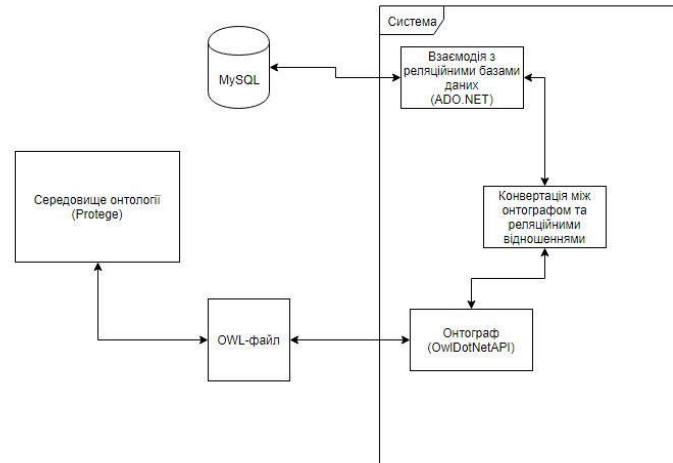 Система
Взаємодія з
реляційними базами
даних
(ADO.NET)
MySQL
Середовище онтології
(Protege)
Конвертація між
онтографом та
реляційними
відношеннями
OWL-файл
Онтограф
(OwlDotNetAPI)